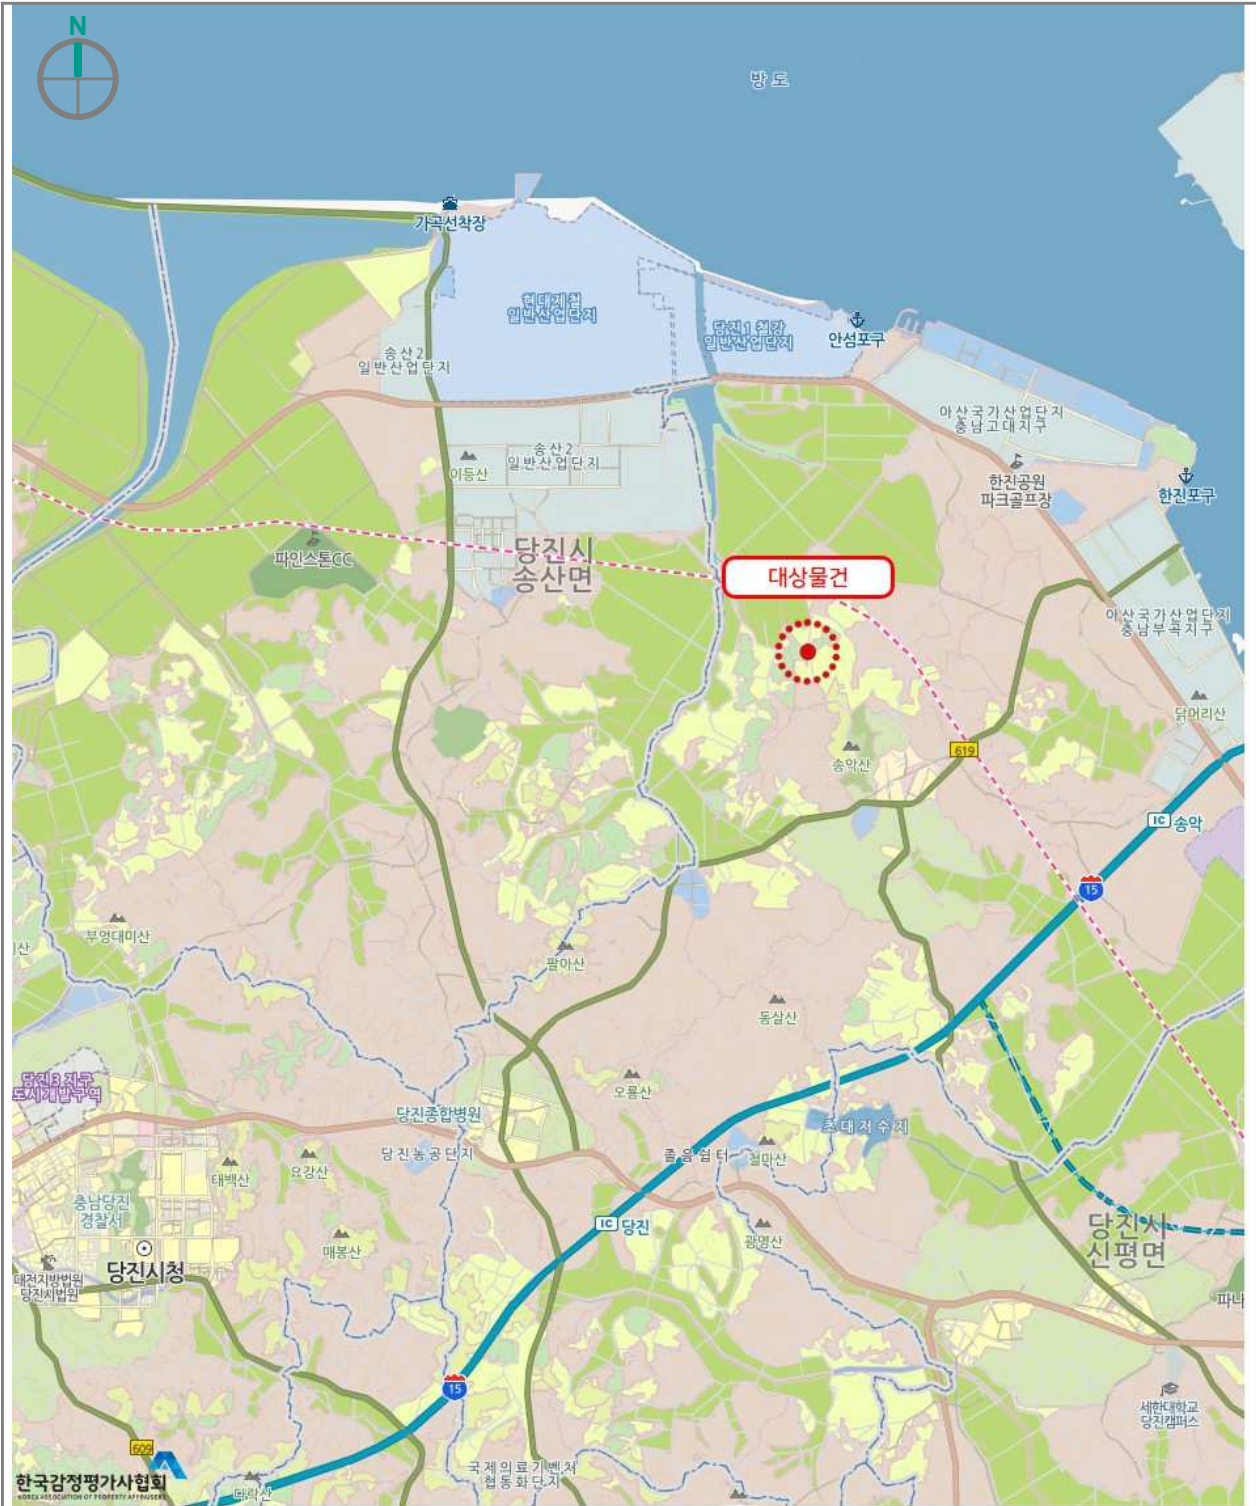 N
방도
가곡선착장
현대제철
일반산업단지
당진1철강
일반산업단지
안섬포구
송산2
일반산업단지
아산국가산업단지
충남고대지구
송산2
일반산업단지
이등산
한진공원
파크골프장
한진포구
파인스톤CC
당진시
송산면
대상물건
아산국가산업단지
충남부곡지구
닭머리산
619
송악산
IC 송악
15
부엉대미산
팔아산
동살산
당진3지구
도시개발구역
오룡산
당진종합병원
초대저수지
당진농공단지
졸음쉼터
철마산
태백산
요강산
충남당진
경찰서
IC 당진
당진시
신평면
매봉산
광명산
당진시청
대전지방법원
당진시법원
파나
15
세한대학교
당진캠퍼스
609
한국감정평가사협회
KOREA ASSOCIATION OF PROPERTY APPRAISERS
국제의료기벤처
협동화단지
다락산